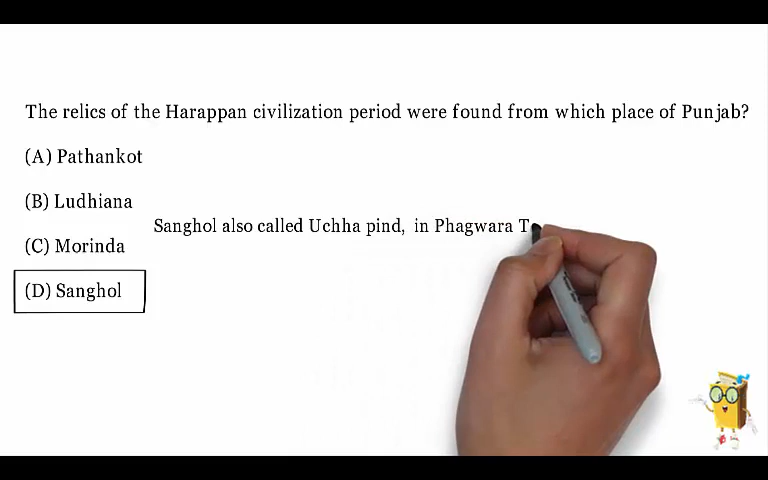 The relics of the Harappan civilization period were found from which place of Punjab?
(A) Pathankot
(B) Ludhiana
Sanghol also called Uchha pind, in Phagwara T
(C) Morinda
(D) Sanghol